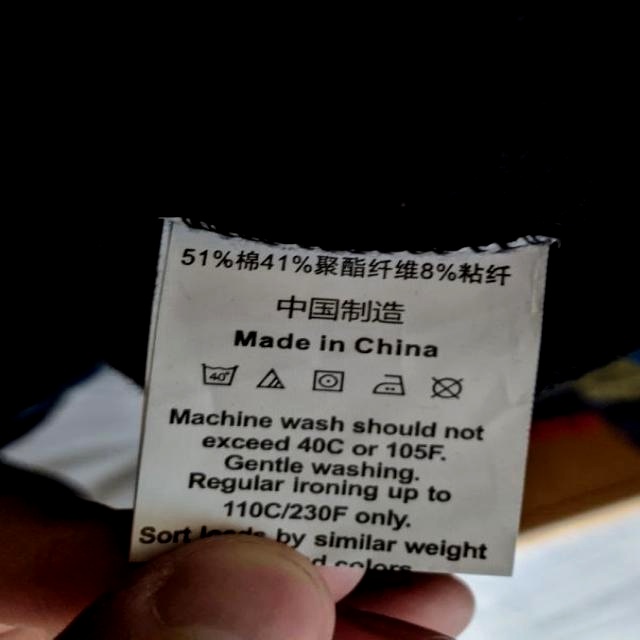 51%棉41%聚酯纤维8%粘纤
中国制造
Made in China
40
Machine wash should not
exceed 40C or 105F.
Gentle washing.
Regular ironing up to
110C/230F only.
Sort by similar weight
colors